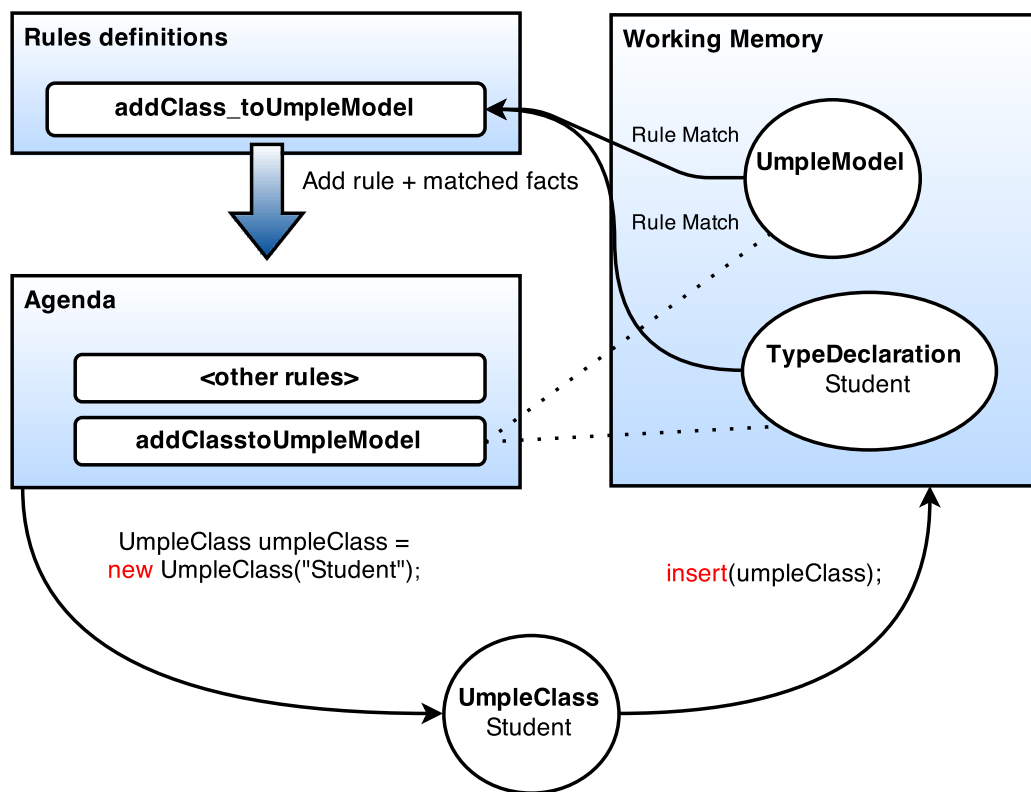 Rules definitions
addClass_toUmpleModel
Add rule + matched facts
Working Memory
Rule Match
UmpleModel
Rule Match
TypeDeclaration
Student
Agenda
<other rules>
addClasstoUmpleModel
UmpleClass umpleClass =
new UmpleClass("Student");
insert(umpleClass);
UmpleClass
Student